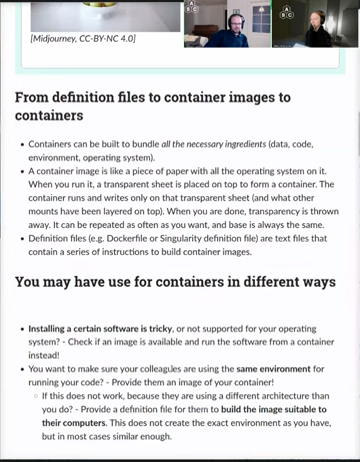 [Midjourney, CC-BY-NC 4.0]
From definition files to container images to
containers
• Containers can be built to bundle all the necessary ingredients (data, code,
environment, operating system).
• A container image is like a piece of paper with all the operating system on it.
When you run it, a transparent sheet is placed on top to form a container. The
container runs and writes only on that transparent sheet (and what other
mounts have been layered on top). When you are done, transparency is thrown
away. It can be repeated as often as you want, and base is always the same.
• Definition files (e.g. Dockerfile or Singularity definition file) are text files that
contain a series of instructions to build container images.
You may have use for containers in different ways
• Installing a certain software is tricky, or not supported for your operating
system? - Check if an image is available and run the software from a container
instead!
• You want to make sure your colleagues are using the same environment for
running your code? - Provide them an image of your container!
◦ If this does not work, because they are using a different architecture than
you do? - Provide a definition file for them to build the image suitable to
their computers. This does not create the exact environment as you have,
but in most cases similar enough.